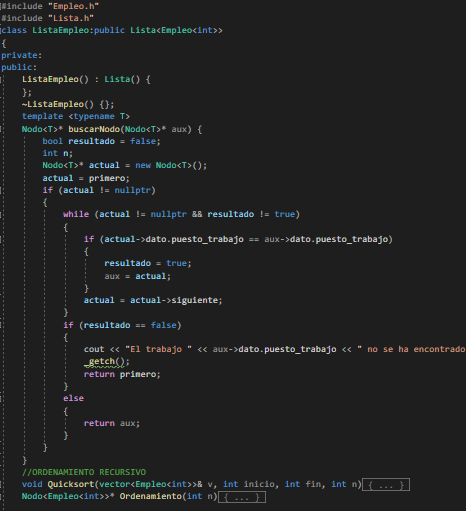 #include "Empleo.h"
#include "Lista.h"
class ListaEmpleo:public Lista<Empleo<int>>
{
private:
public:
    ListaEmpleo() : Lista() {
    };
    ~ListaEmpleo() {};
    template <typename T>
    Nodo<T>* buscarNodo(Nodo<T>* aux) {
        bool resultado = false;
        int n;
        Nodo<T>* actual = new Nodo<T>();
        actual = primero;
        if (actual != nullptr)
        {
            while (actual != nullptr && resultado != true)
            {
                if (actual->dato.puesto_trabajo == aux->dato.puesto_trabajo)
                {
                    resultado = true;
                    aux = actual;
                }
                actual = actual->siguiente;
            }
            if (resultado == false)
            {
                cout << "El trabajo " << aux->dato.puesto_trabajo << " no se ha encontrado
                _getch();
                return primero;
            }
            else
            {
                return aux;
            }
        }
    }
    //ORDENAMIENTO RECURSIVO
    void Quicksort(vector<Empleo<int>>& v, int inicio, int fin, int n){ ... }
    Nodo<Empleo<int>>* Ordenamiento(int n){ ... }